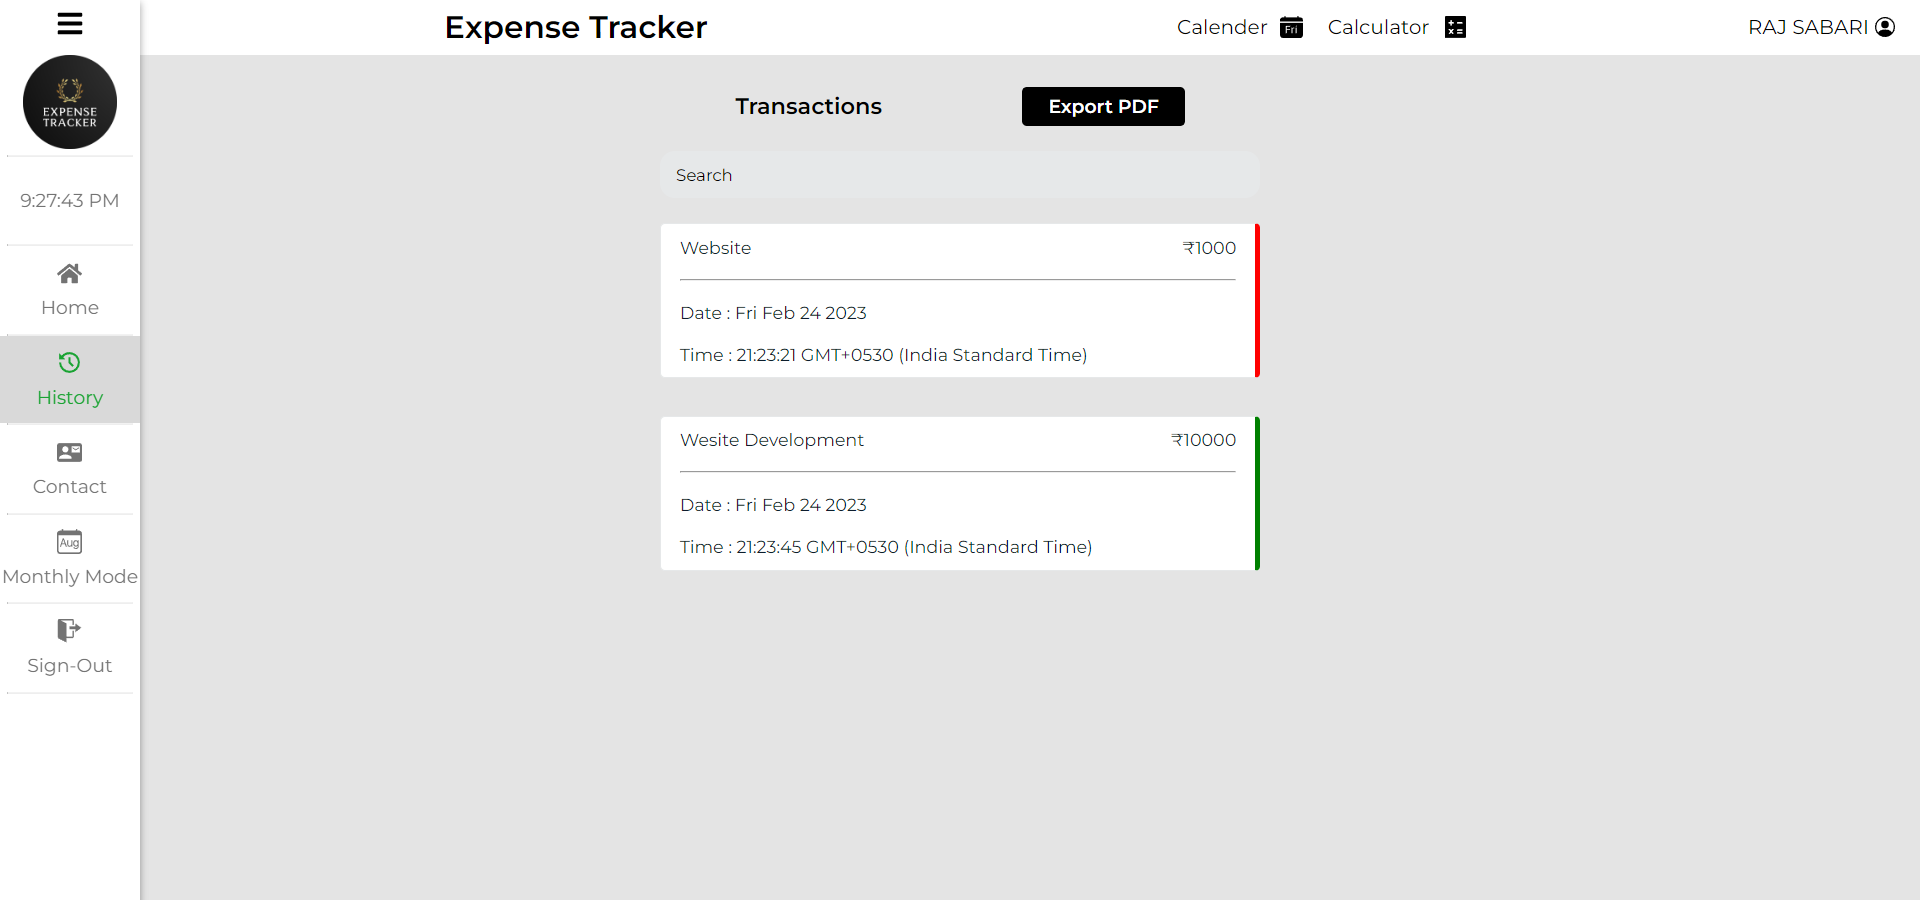 Expense Tracker
Calender Fri Calculator
RAJ SABARI
EXPENSE
TRACKER
9:27:43 PM
Home
History
Contact
Aug
Monthly Mode
Sign-Out
Transactions
Export PDF
Search
Website ₹1000
Date : Fri Feb 24 2023
Time : 21:23:21 GMT+0530 (India Standard Time)
Wesite Development ₹10000
Date : Fri Feb 24 2023
Time : 21:23:45 GMT+0530 (India Standard Time)